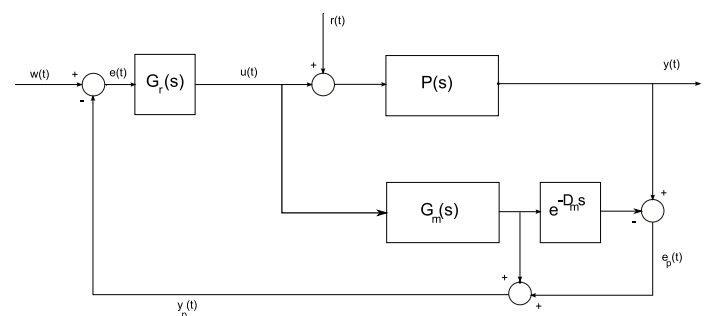 r(t)
w(t)
+
e(t)
-
G_r(s)
u(t)
+
P(s)
y(t)
G_m(s)
e^-D_m s
+
-
e_p(t)
+
+
y_p(t)